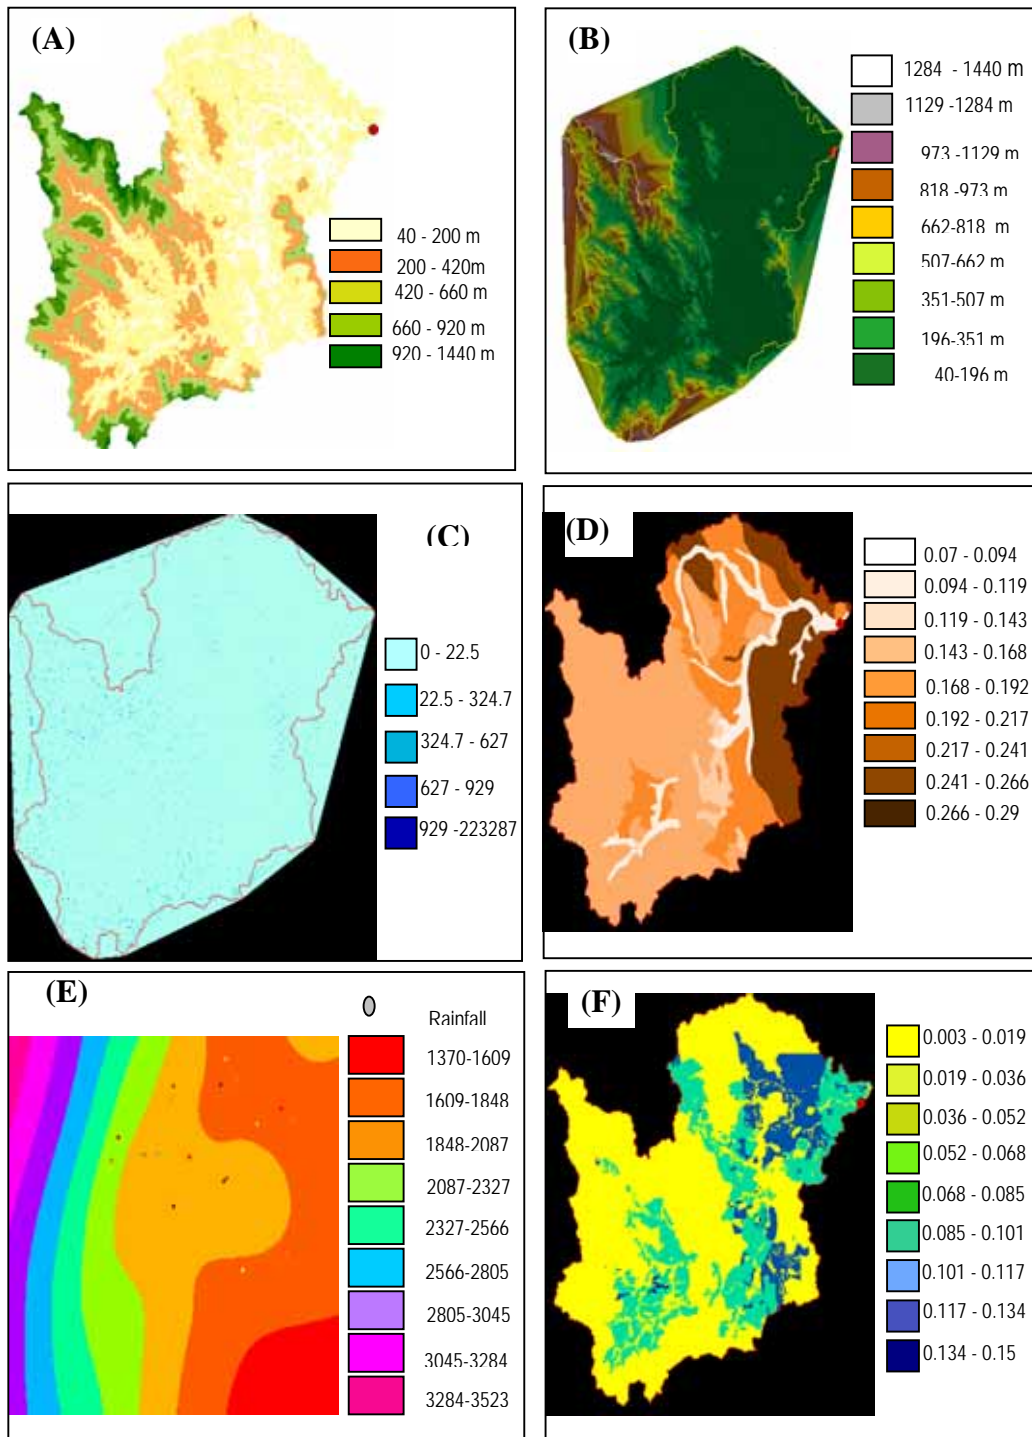 (A)
40 - 200 m
200 - 420m
420 - 660 m
660 - 920 m
920 - 1440 m
(B)
1284 - 1440 m
1129 -1284 m
973 -1129 m
818 -973 m
662-818 m
507-662 m
351-507 m
196-351 m
40-196 m
(C)
0 - 22.5
22.5 - 324.7
324.7 - 627
627 - 929
929 -223287
(D)
0.07 - 0.094
0.094 - 0.119
0.119 - 0.143
0.143 - 0.168
0.168 - 0.192
0.192 - 0.217
0.217 - 0.241
0.241 - 0.266
0.266 - 0.29
(E)
Rainfall
1370-1609
1609-1848
1848-2087
2087-2327
2327-2566
2566-2805
2805-3045
3045-3284
3284-3523
(F)
0.003 - 0.019
0.019 - 0.036
0.036 - 0.052
0.052 - 0.068
0.068 - 0.085
0.085 - 0.101
0.101 - 0.117
0.117 - 0.134
0.134 - 0.15